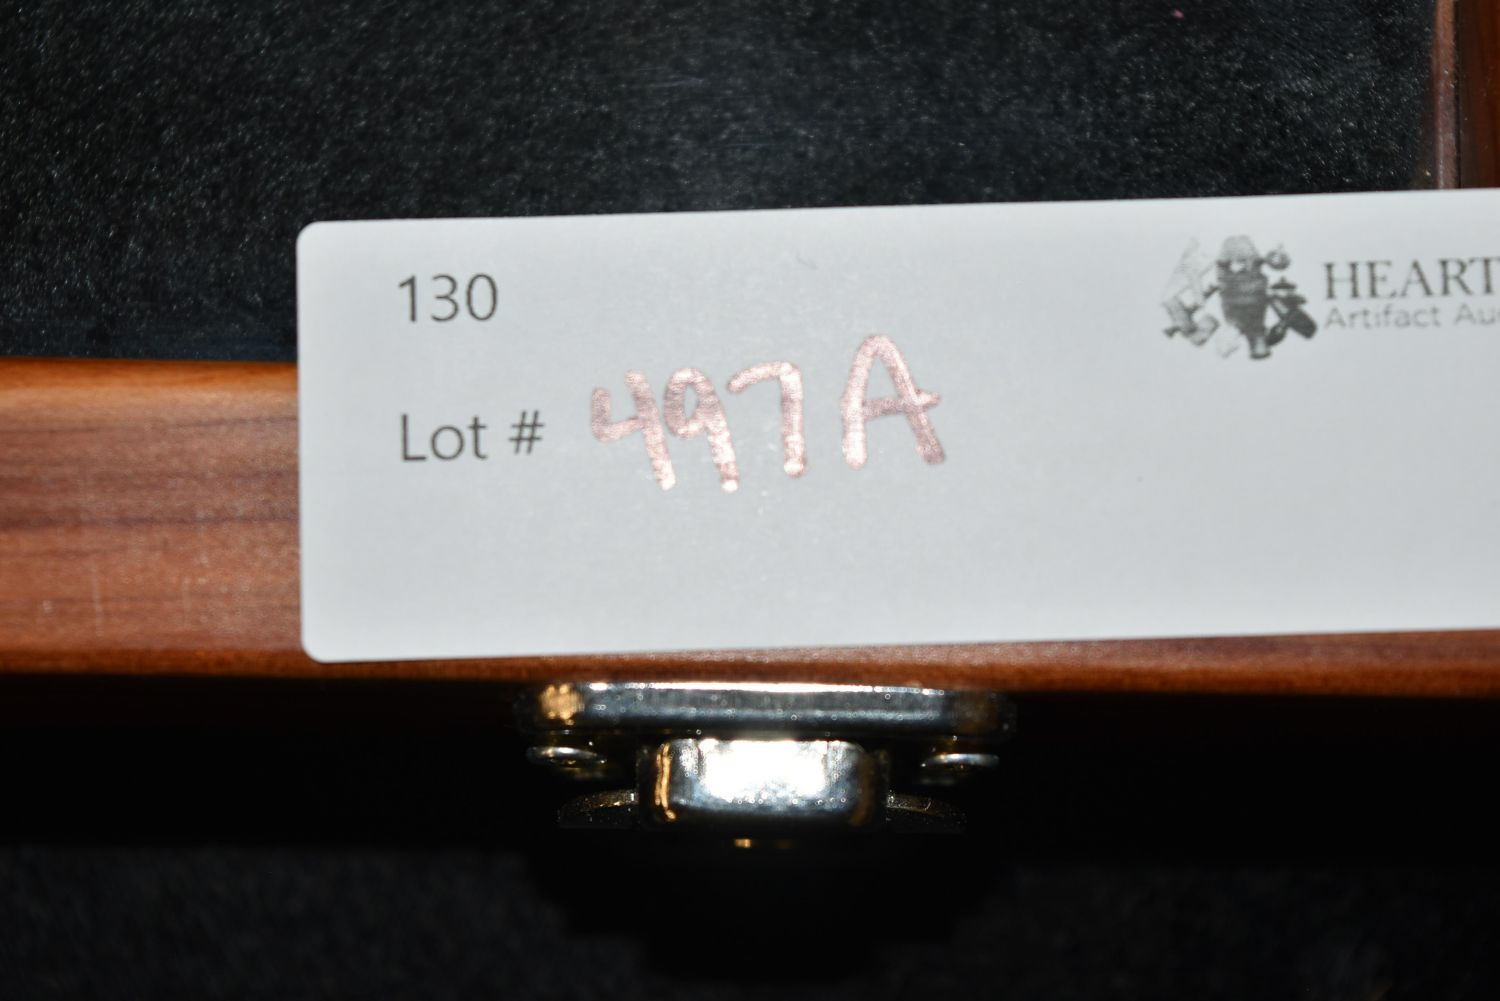 130
HEART
Artifact Au
Lot # 497A